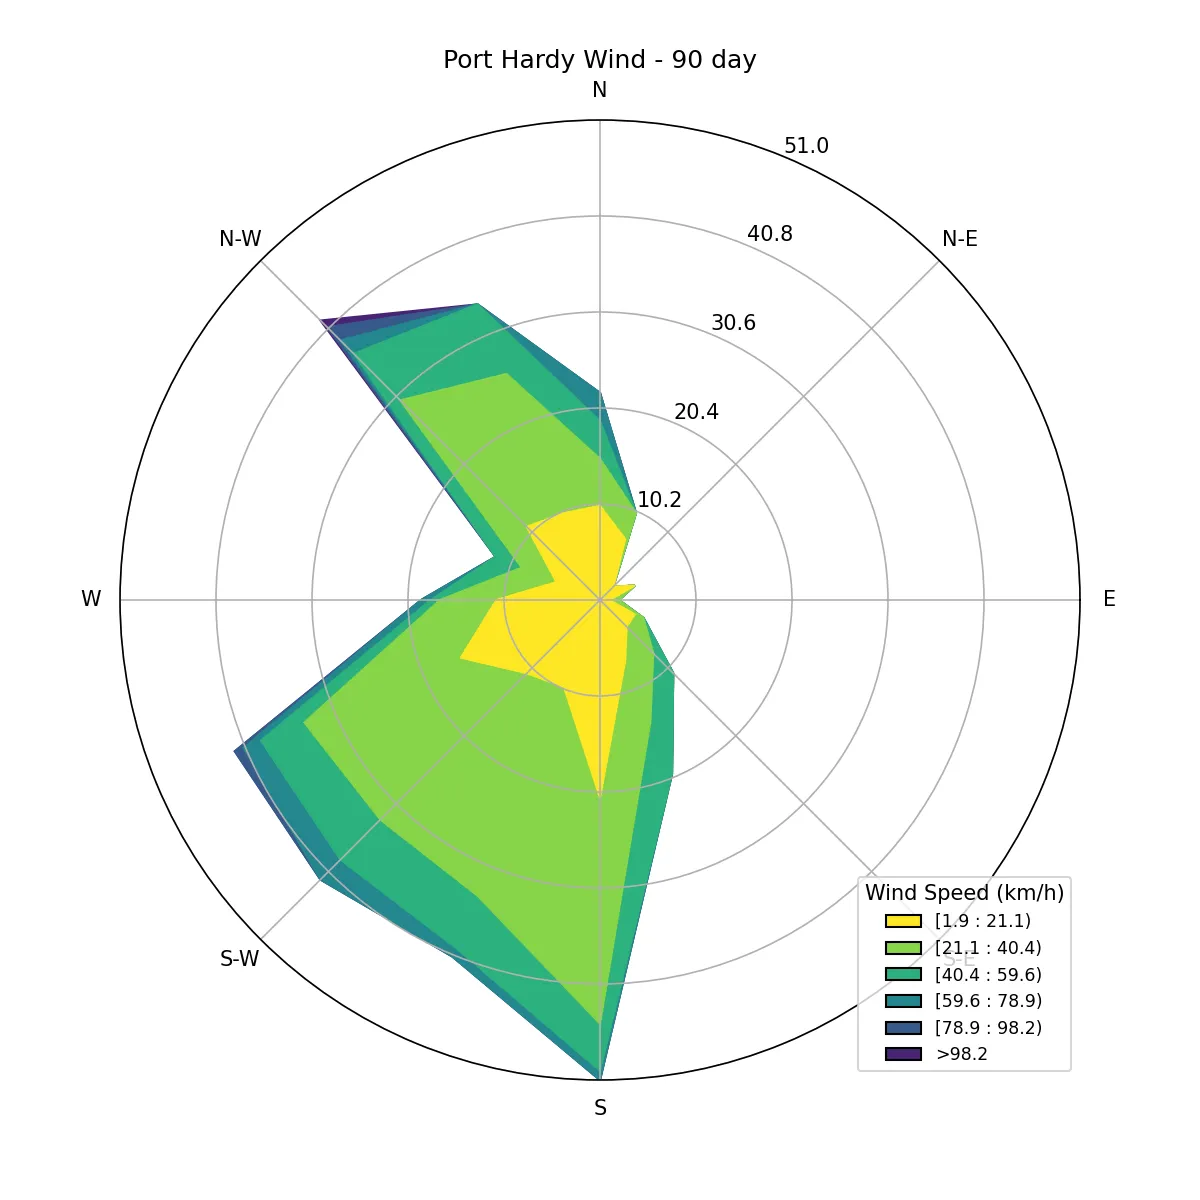 Port Hardy Wind - 90 day
N
51.0
N-W
40.8
N-E
30.6
20.4
10.2
W
E
S-W
S-E
S
Wind Speed (km/h)
[1.9 : 21.1)
[21.1 : 40.4)
[40.4 : 59.6)
[59.6 : 78.9)
[78.9 : 98.2)
>98.2